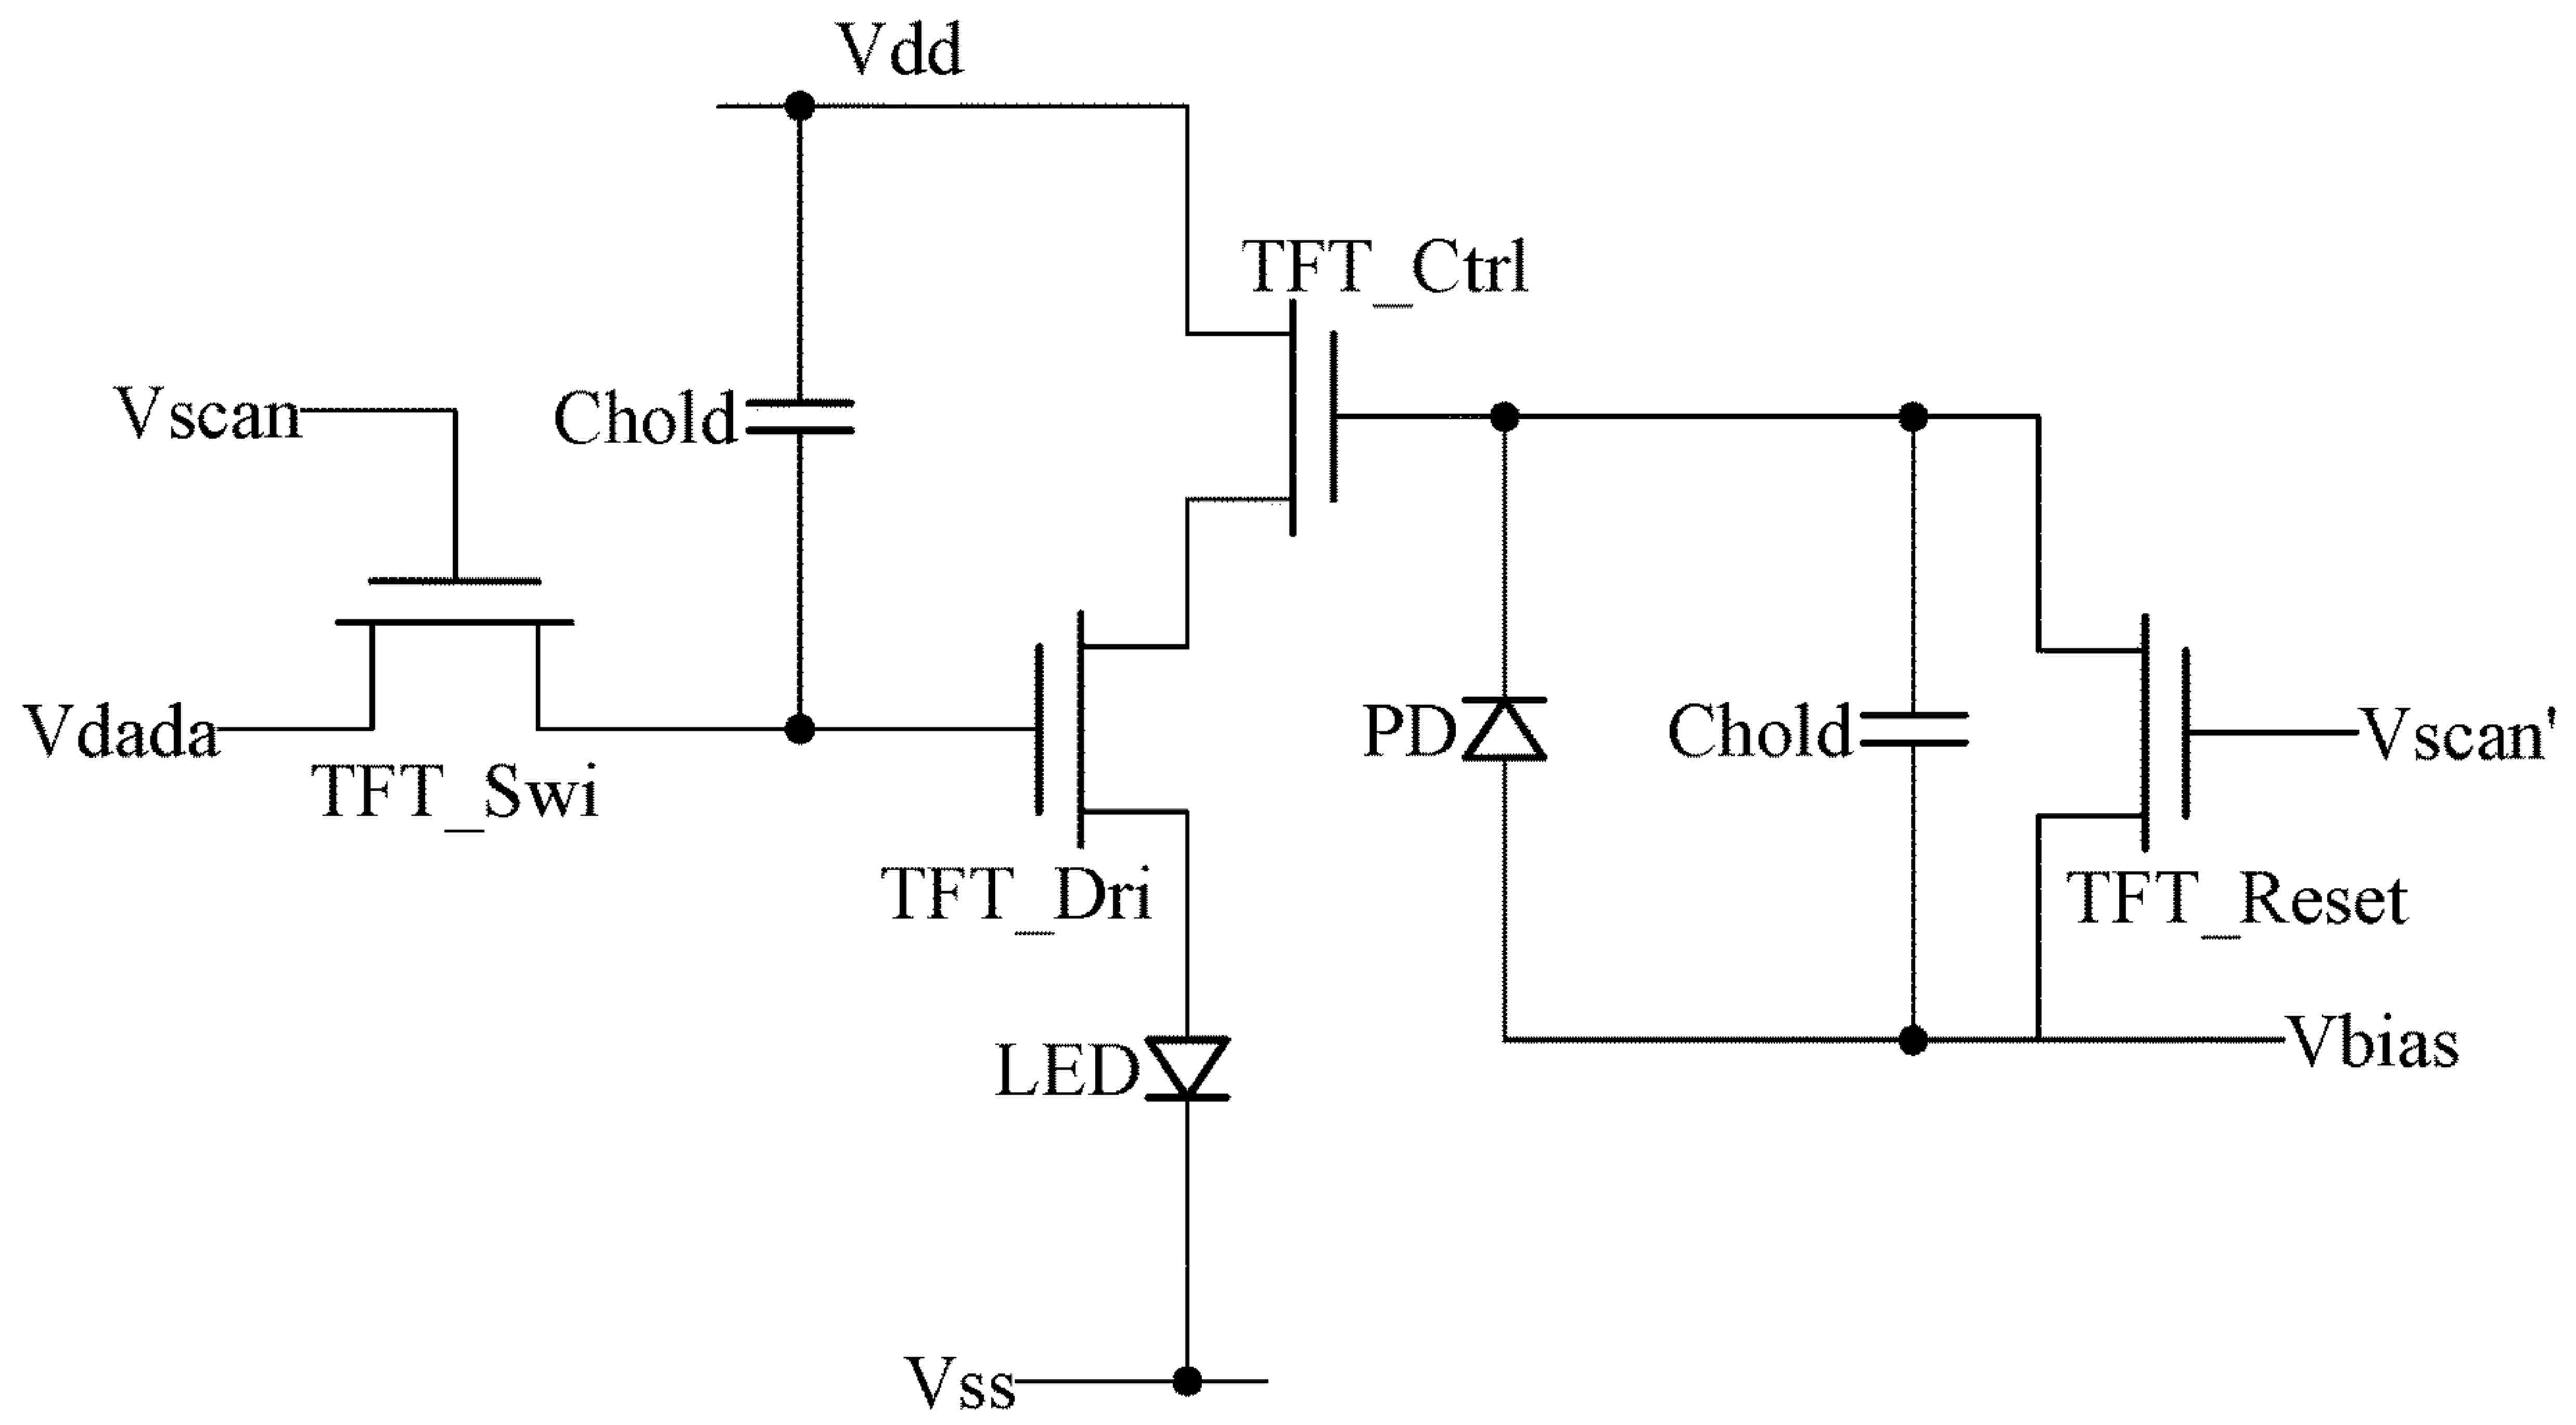 Vdd
TFT_Ctrl
Vscan
Chold
Vdada
TFT_Swi
PD
Chold
Vscan'
TFT_Dri
TFT_Reset
LED
Vbias
Vss